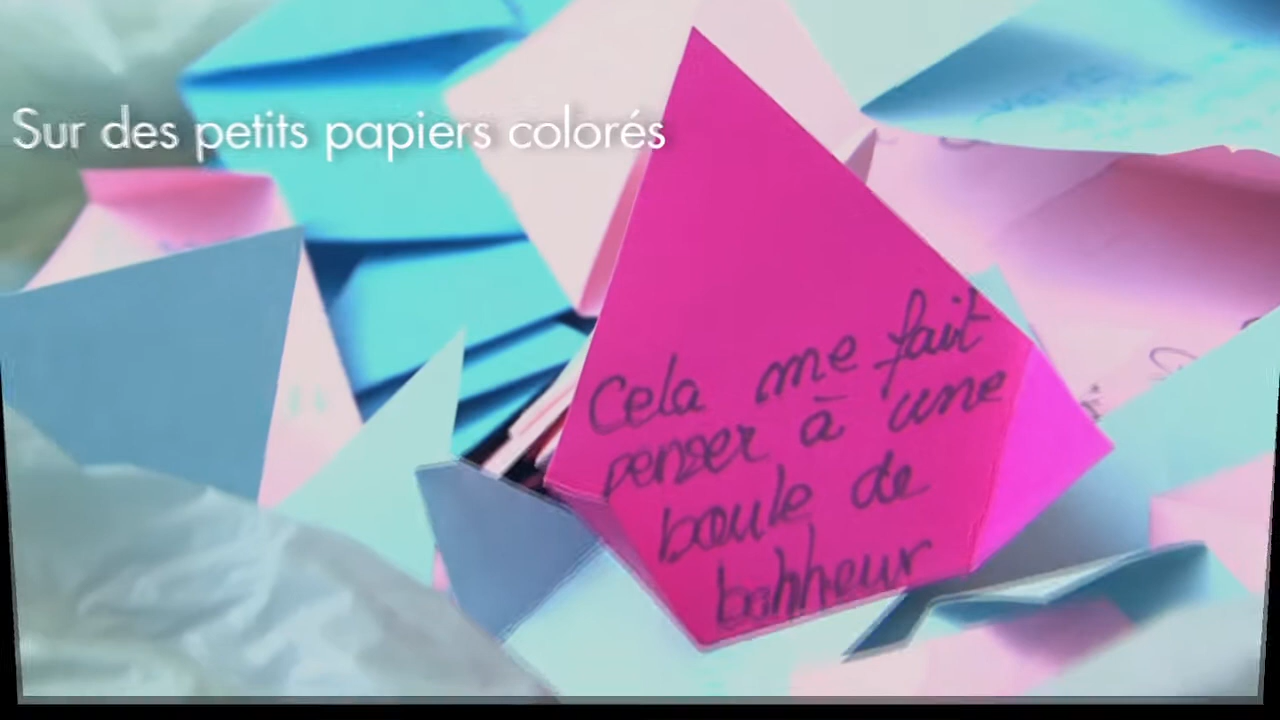 Sur des petits papiers colorés
Cela me fait
penser à une
boule de
bonheur